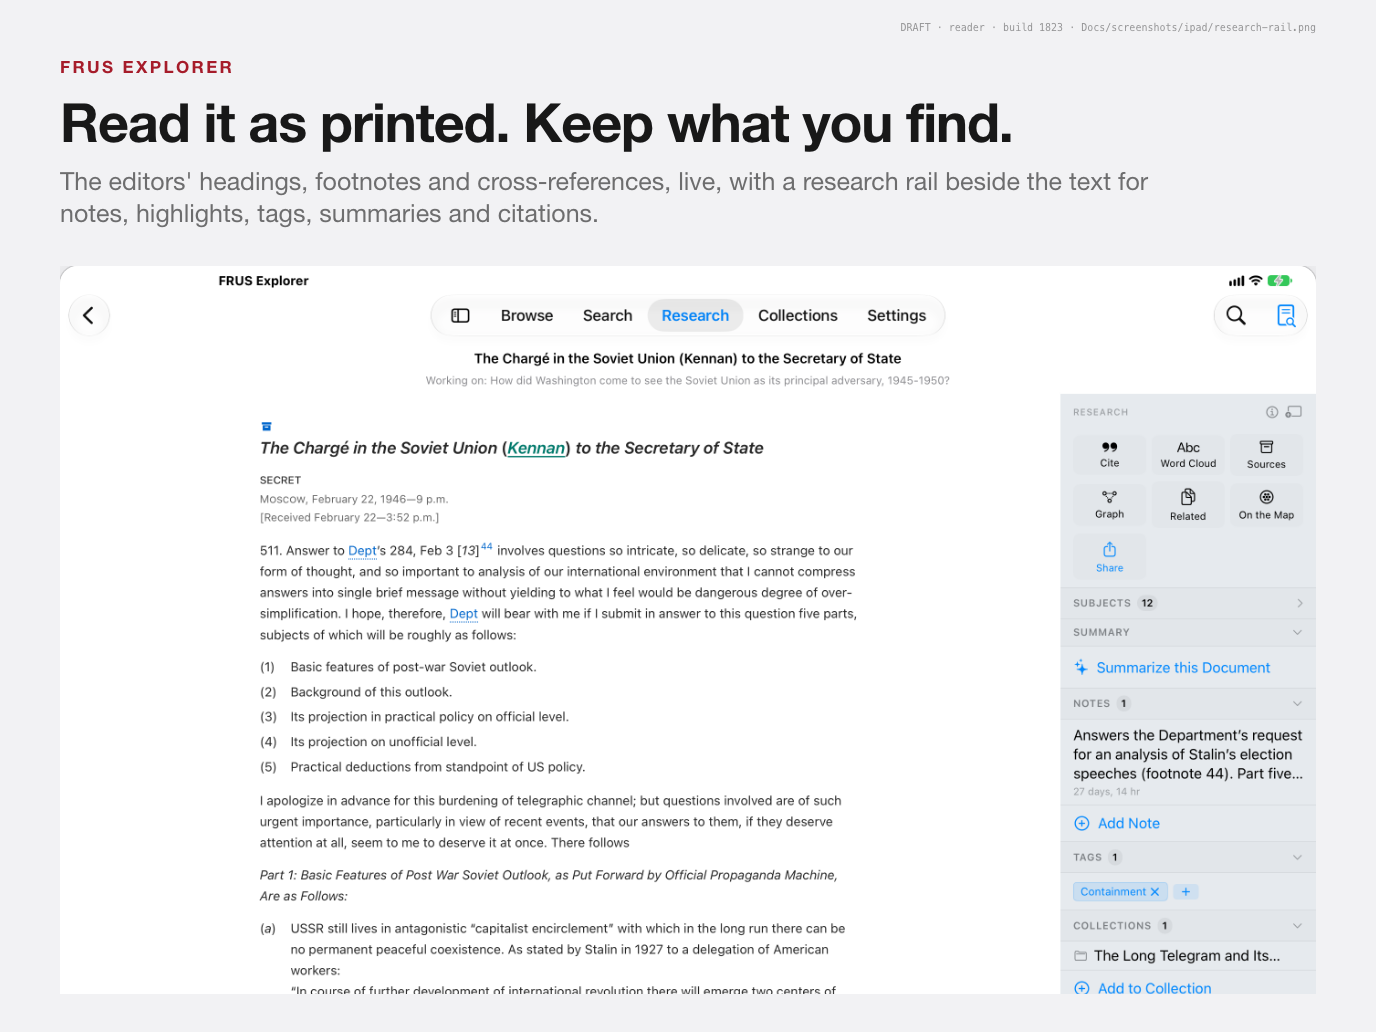 DRAFT · reader · build 1823 · Docs/screenshots/ipad/research-rail.png
FRUS EXPLORER
Read it as printed. Keep what you find.
The editors' headings, footnotes and cross-references, live, with a research rail beside the text for
notes, highlights, tags, summaries and citations.
FRUS Explorer
Browse Search Research Collections Settings
The Chargé in the Soviet Union (Kennan) to the Secretary of State
Working on: How did Washington come to see the Soviet Union as its principal adversary, 1945-1950?
The Chargé in the Soviet Union (Kennan) to the Secretary of State
SECRET
Moscow, February 22, 1946—9 p.m.
[Received February 22—3:52 p.m.]
511. Answer to Dept's 284, Feb 3 [13]44 involves questions so intricate, so delicate, so strange to our
form of thought, and so important to analysis of our international environment that I cannot compress
answers into single brief message without yielding to what I feel would be dangerous degree of over-
simplification. I hope, therefore, Dept will bear with me if I submit in answer to this question five parts,
subjects of which will be roughly as follows:
(1) Basic features of post-war Soviet outlook.
(2) Background of this outlook.
(3) Its projection in practical policy on official level.
(4) Its projection on unofficial level.
(5) Practical deductions from standpoint of US policy.
I apologize in advance for this burdening of telegraphic channel; but questions involved are of such
urgent importance, particularly in view of recent events, that our answers to them, if they deserve
attention at all, seem to me to deserve it at once. There follows
Part 1: Basic Features of Post War Soviet Outlook, as Put Forward by Official Propaganda Machine,
Are as Follows:
(a) USSR still lives in antagonistic “capitalist encirclement” with which in the long run there can be
no permanent peaceful coexistence. As stated by Stalin in 1927 to a delegation of American
workers:
“In course of further development of international revolution there will emerge two centers of
RESEARCH
Cite
Abc
Word Cloud
Sources
Graph
Related
On the Map
Share
SUBJECTS 12
SUMMARY
Summarize this Document
NOTES 1
Answers the Department's request
for an analysis of Stalin's election
speeches (footnote 44). Part five...
27 days, 14 hr
Add Note
TAGS 1
Containment ×
+
COLLECTIONS 1
The Long Telegram and Its...
Add to Collection